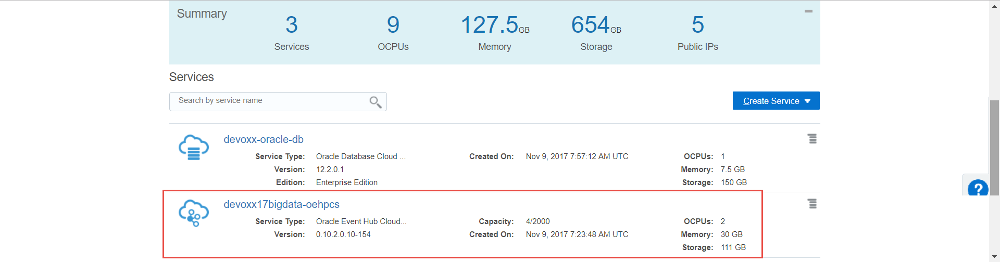 Summary
3 9 127.5GB 654GB 5
Services OCPUs Memory Storage Public IPs
Services
Search by service name
Create Service
devoxx-oracle-db
Service Type: Oracle Database Cloud ... Created On: Nov 9, 2017 7:57:12 AM UTC OCPUs: 1
Version: 12.2.0.1 Memory: 7.5 GB
Edition: Enterprise Edition Storage: 150 GB
?
devoxx17bigdata-oehpcs
Service Type: Oracle Event Hub Cloud... Capacity: 4/2000 OCPUs: 2
Version: 0.10.2.0.10-154 Created On: Nov 9, 2017 7:23:48 AM UTC Memory: 30 GB
Storage: 111 GB